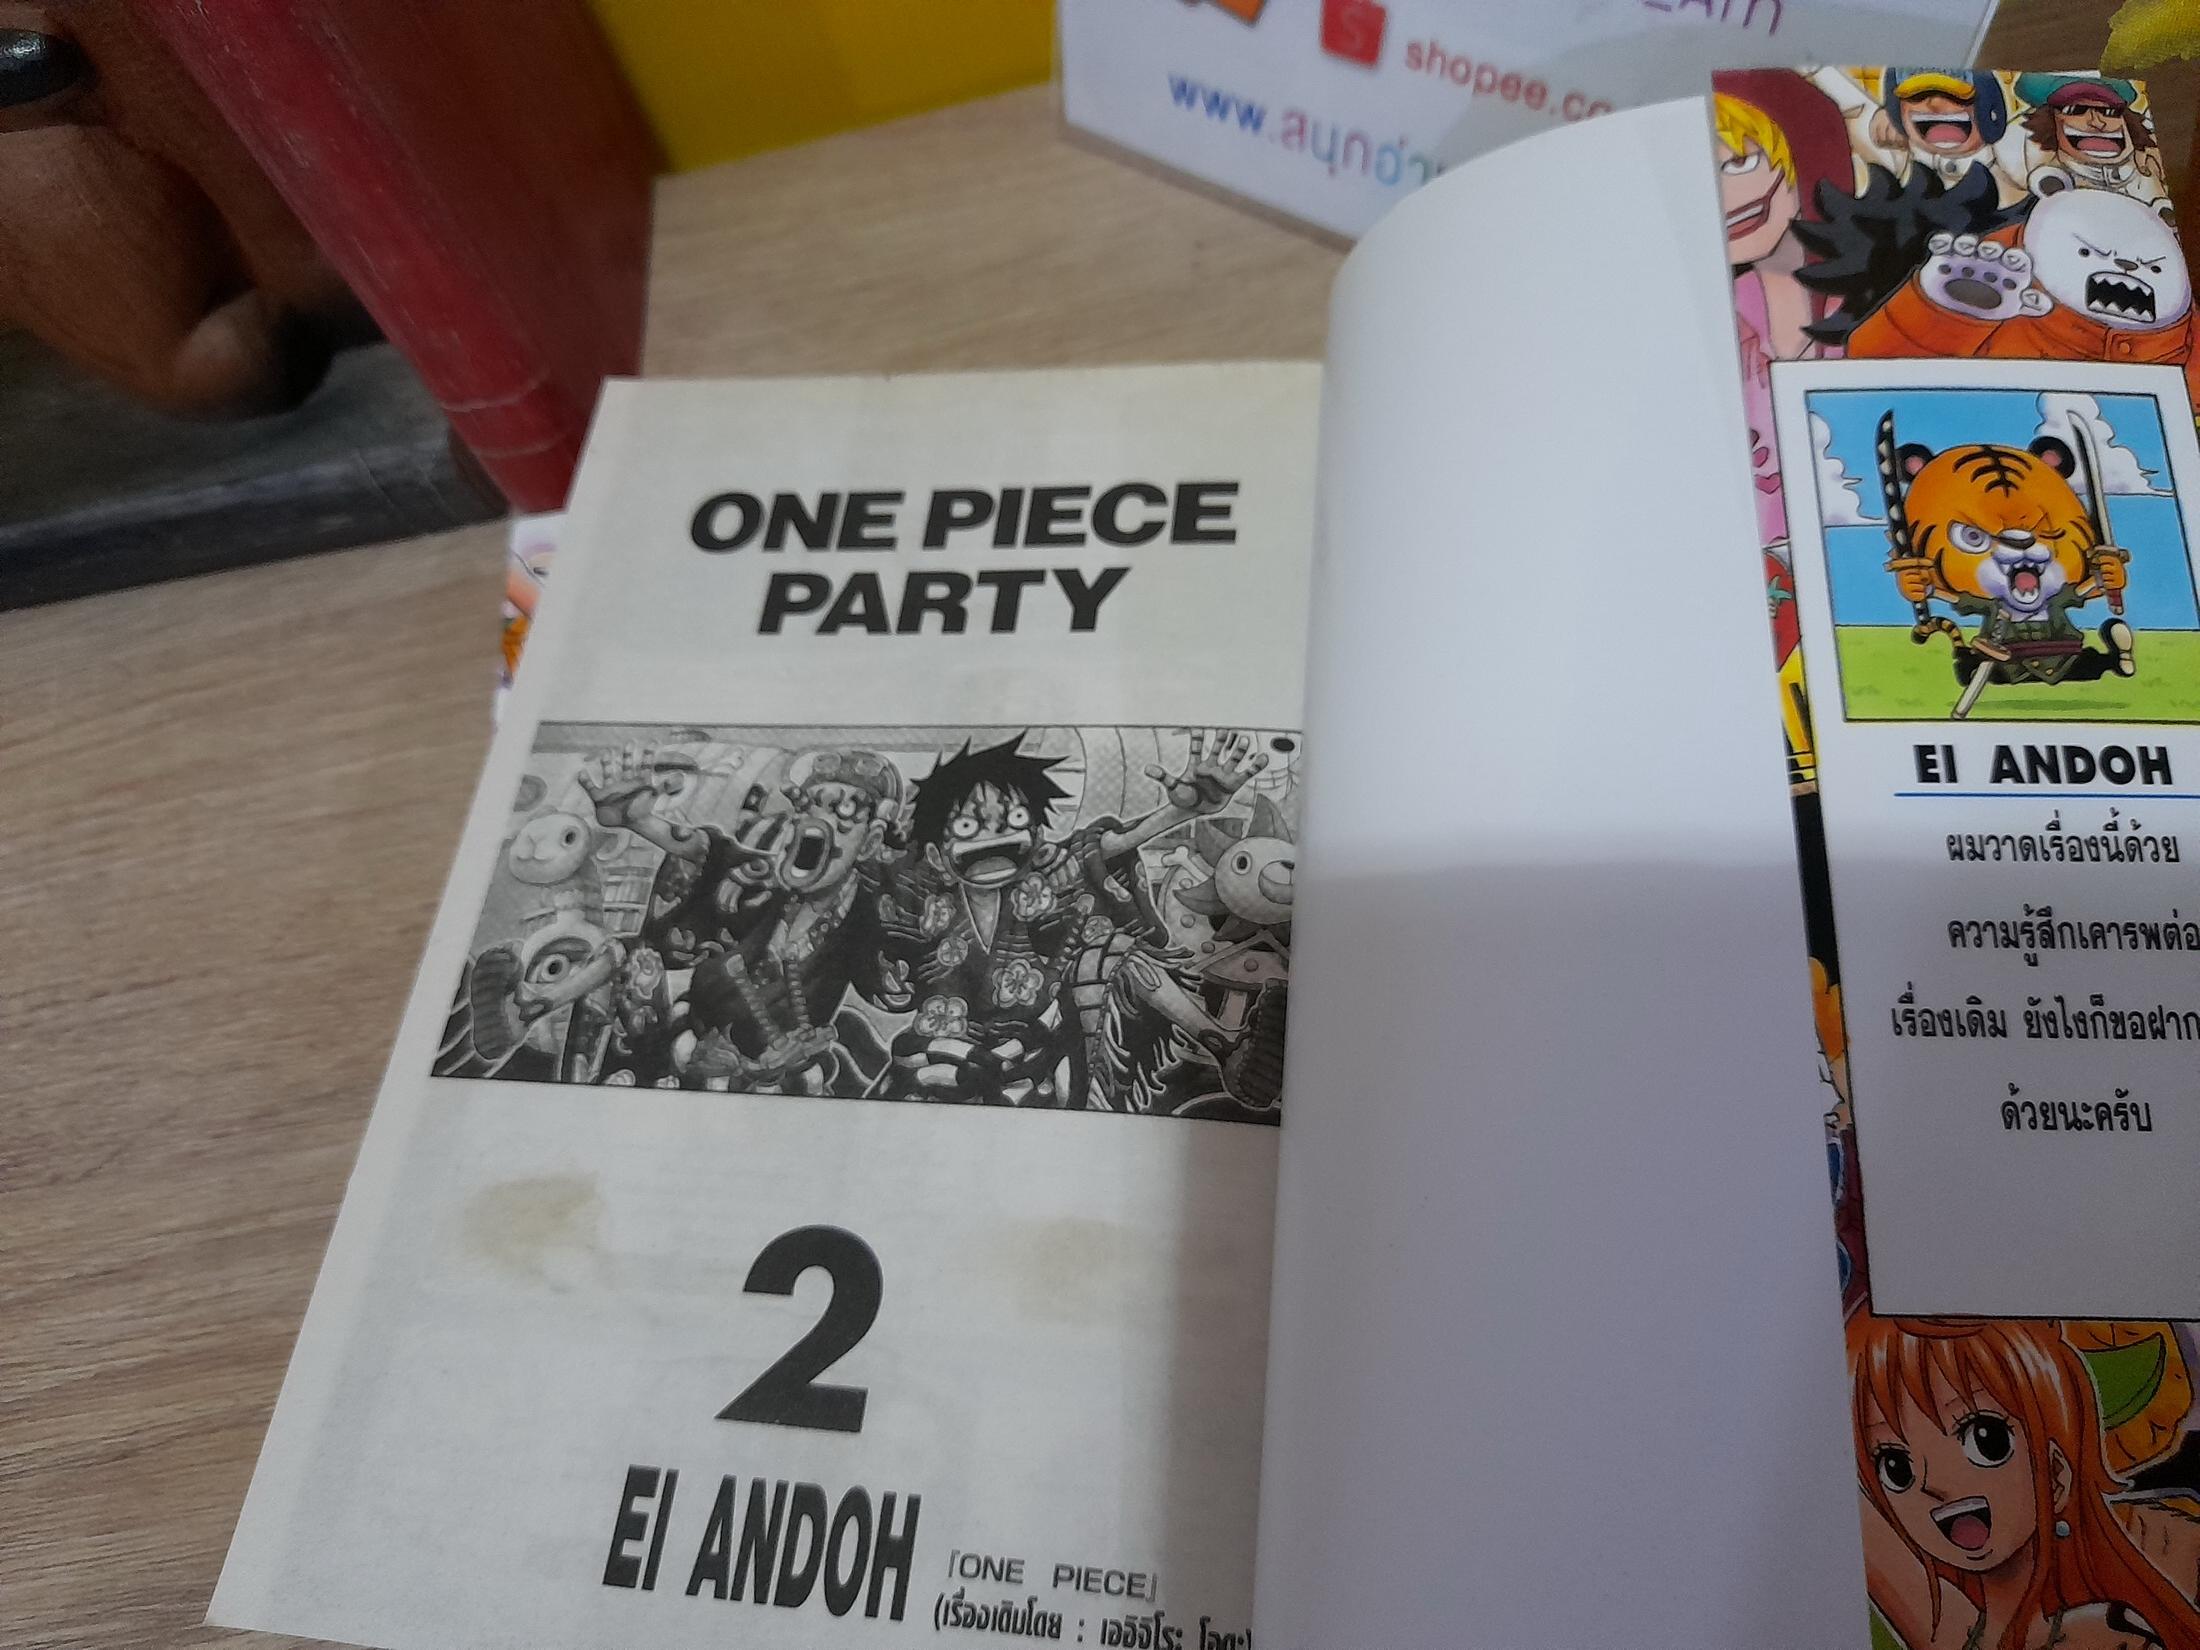 shopee.co
www.สนุกอ่า
ONE PIECE
PARTY
2
EI ANDOH
「ONE PIECE」
(เรื่องเดิมโดย : เออิจิโระ โอดะ)
EI ANDOH
ผมวาดเรื่องนี้ด้วย
ความรู้สึกเคารพต่อ
เรื่องเดิม ยังไงก็ขอฝาก
ด้วยนะครับ